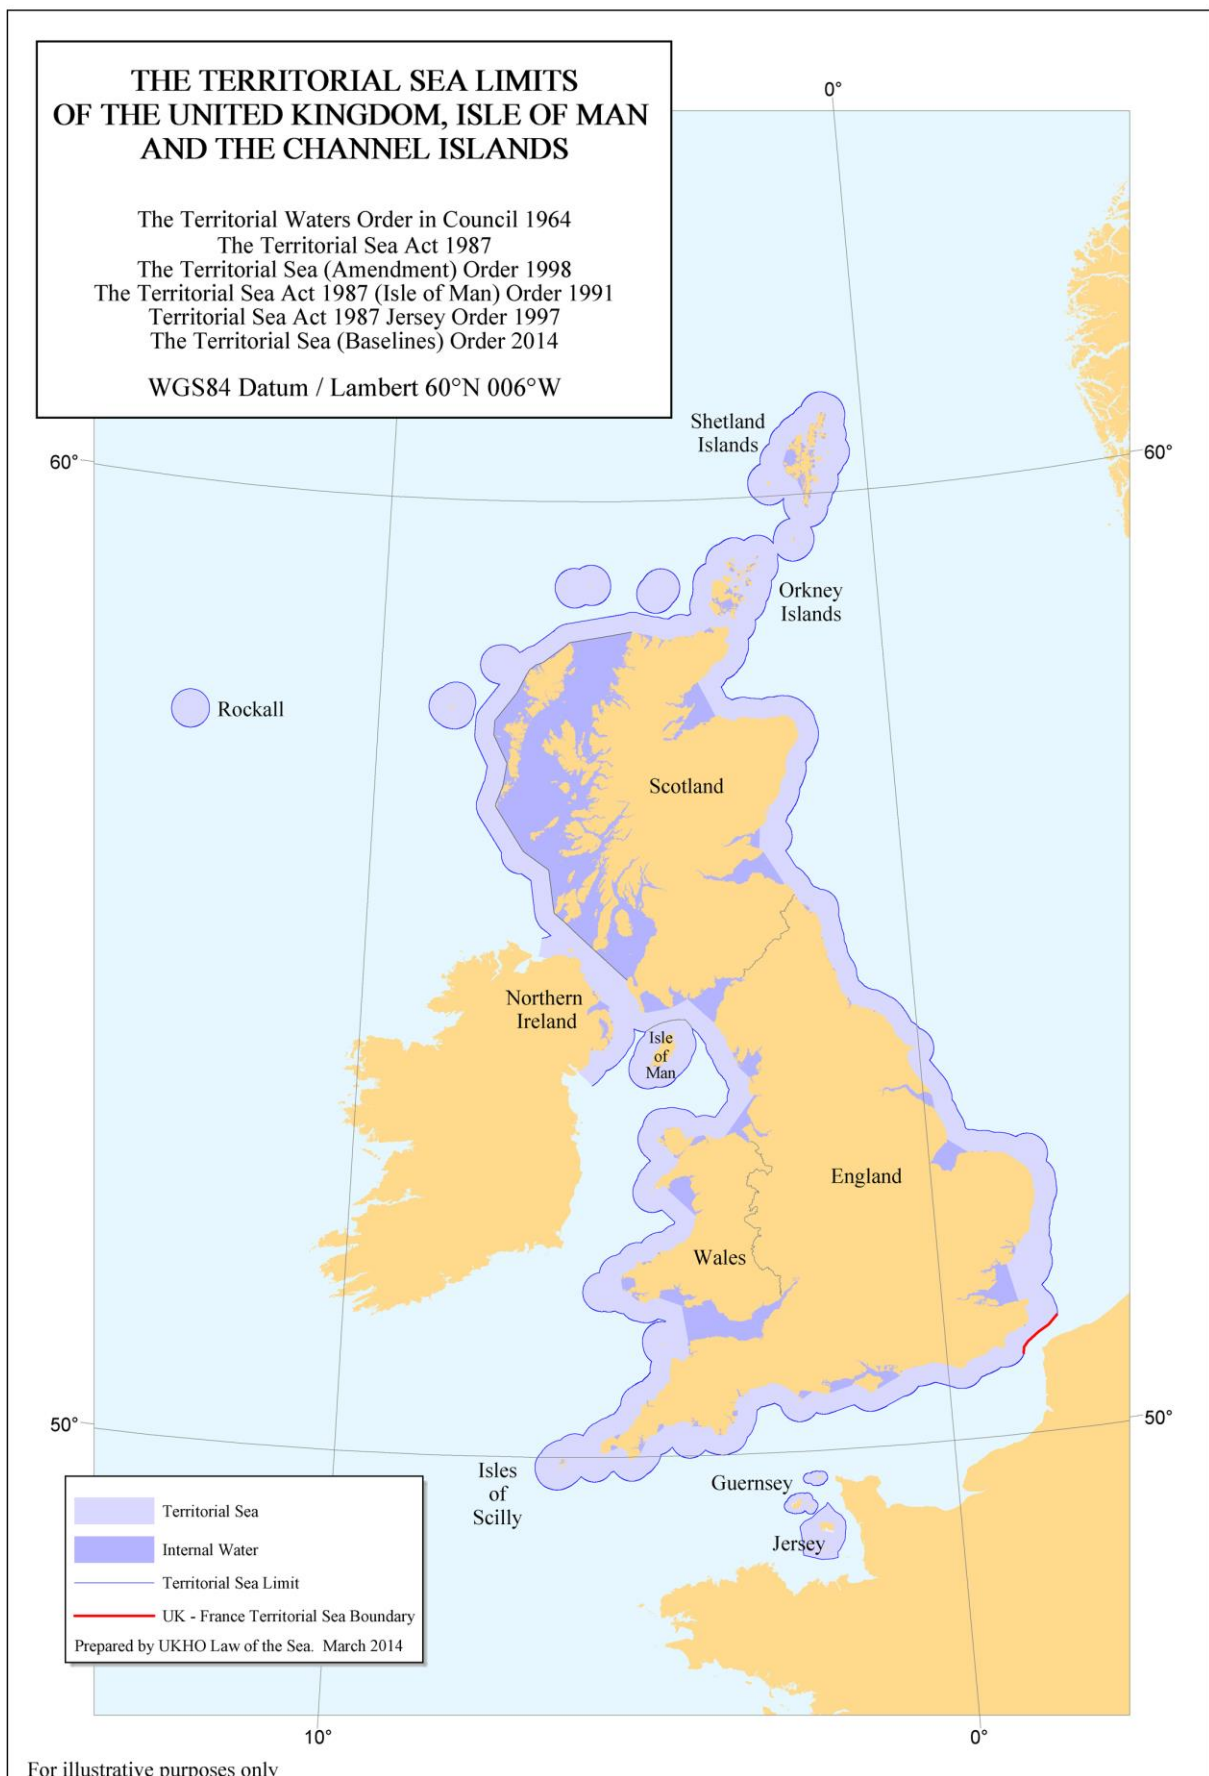 THE TERRITORIAL SEA LIMITS
OF THE UNITED KINGDOM, ISLE OF MAN
AND THE CHANNEL ISLANDS
The Territorial Waters Order in Council 1964
The Territorial Sea Act 1987
The Territorial Sea (Amendment) Order 1998
The Territorial Sea Act 1987 (Isle of Man) Order 1991
Territorial Sea Act 1987 Jersey Order 1997
The Territorial Sea (Baselines) Order 2014
WGS84 Datum / Lambert 60°N 006°W
0°
60°
60°
Shetland
Islands
Orkney
Islands
Rockall
Scotland
Northern
Ireland
Isle
of
Man
England
Wales
50°
50°
Isles
of
Scilly
Guernsey
Jersey
Territorial Sea
Internal Water
Territorial Sea Limit
UK - France Territorial Sea Boundary
Prepared by UKHO Law of the Sea. March 2014
10°
0°
For illustrative purposes only